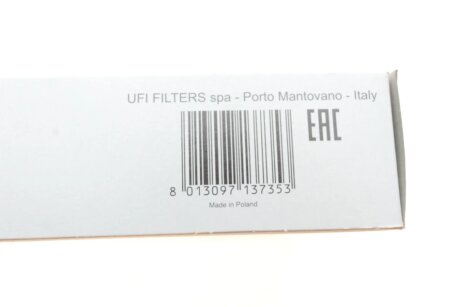 UFI FILTERS spa - Porto Mantovano - Italy
EAC
8 013097 137353
Made in Poland